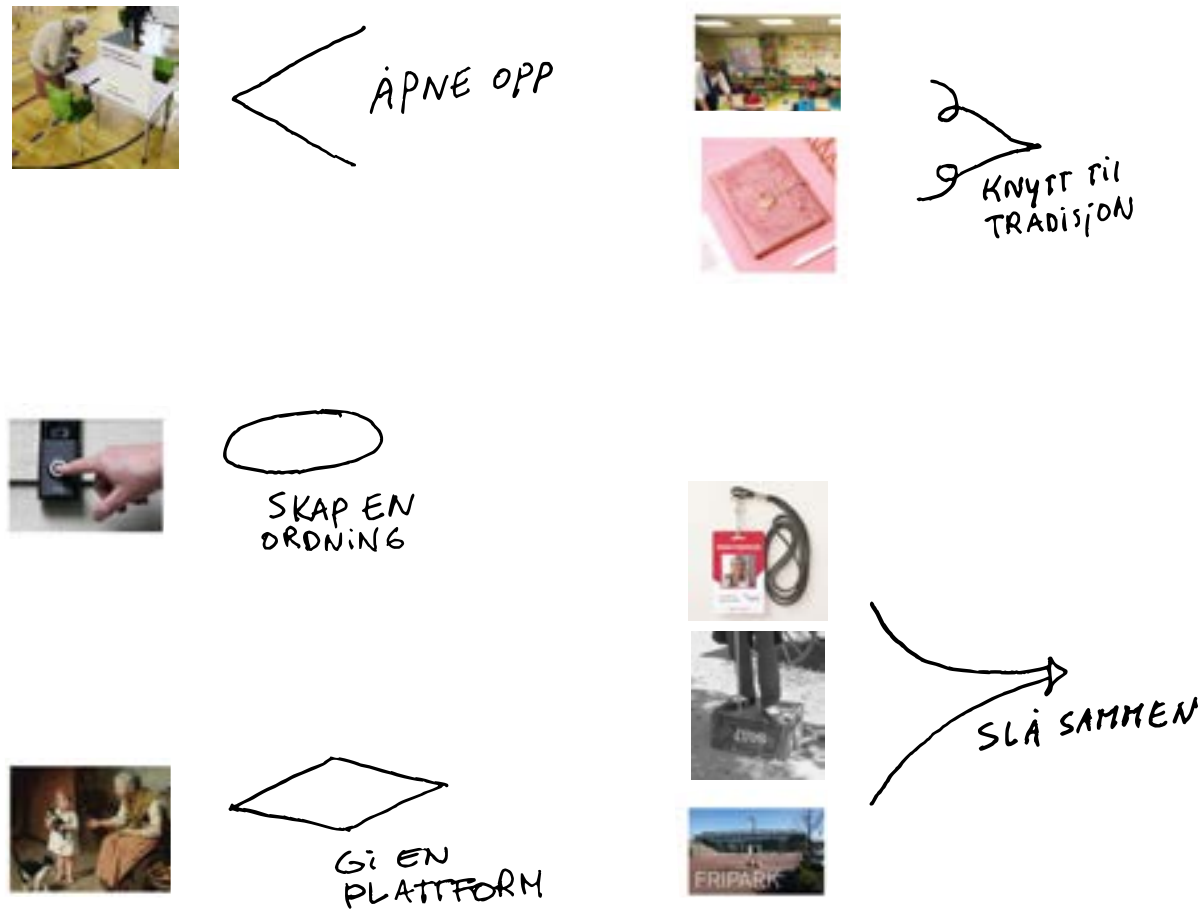 ÅPNE OPP
KNYTT TIL
TRADISJON
SKAP EN
ORDNING
SLÅ SAMMEN
GI EN
PLATTFORM
FRIPARK